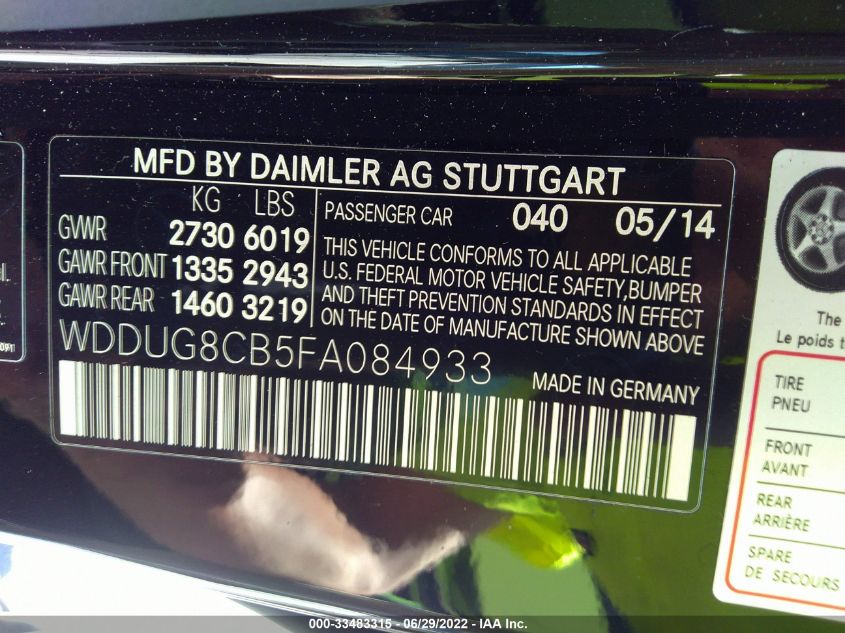 MFD BY DAIMLER AG STUTTGART
KG LBS
GVWR 2730 6019
GAWR FRONT 1335 2943
GAWR REAR 1460 3219
PASSENGER CAR 040 05/14
THIS VEHICLE CONFORMS TO ALL APPLICABLE
U.S. FEDERAL MOTOR VEHICLE SAFETY,BUMPER
AND THEFT PREVENTION STANDARDS IN EFFECT
ON THE DATE OF MANUFACTURE SHOWN ABOVE
WDDUG8CB5FA084933
MADE IN GERMANY
The
Le poids
TIRE
PNEU
FRONT
AVANT
REAR
ARRIÈRE
SPARE
DE SECOURS
000-33483315 - 06/29/2022 - IAA Inc.